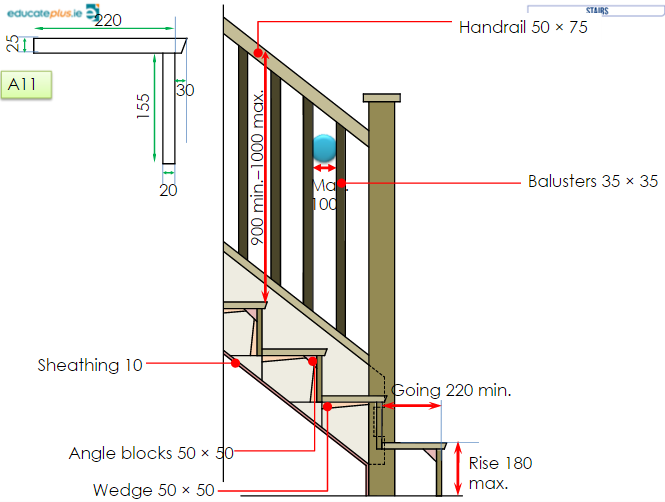 educateplus.ie
STAIRS
220
25
A11
30
155
20
Handrail 50 × 75
900 min.–1000 max.
Max.
100
Balusters 35 × 35
Sheathing 10
Going 220 min.
Angle blocks 50 × 50
Rise 180
max.
Wedge 50 × 50